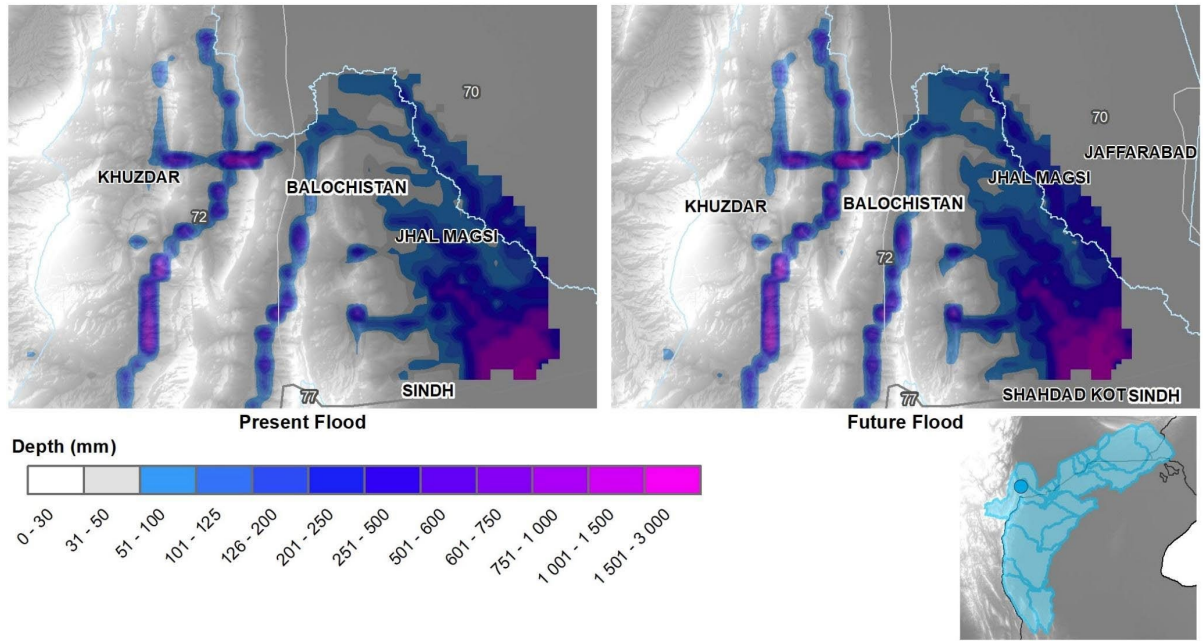 70
KHUZDAR
BALOCHISTAN
72
JHAL MAGSI
SINDH
77
Present Flood
70
JAFFARABAD
JHAL MAGSI
KHUZDAR
BALOCHISTAN
72
SHAHDAD KOT SINDH
77
Future Flood
Depth (mm)
0 - 30
31 - 50
51 - 100
101 - 125
126 - 200
201 - 250
251 - 500
501 - 600
601 - 750
751 - 1 000
1 001 - 1 500
1 501 - 3 000